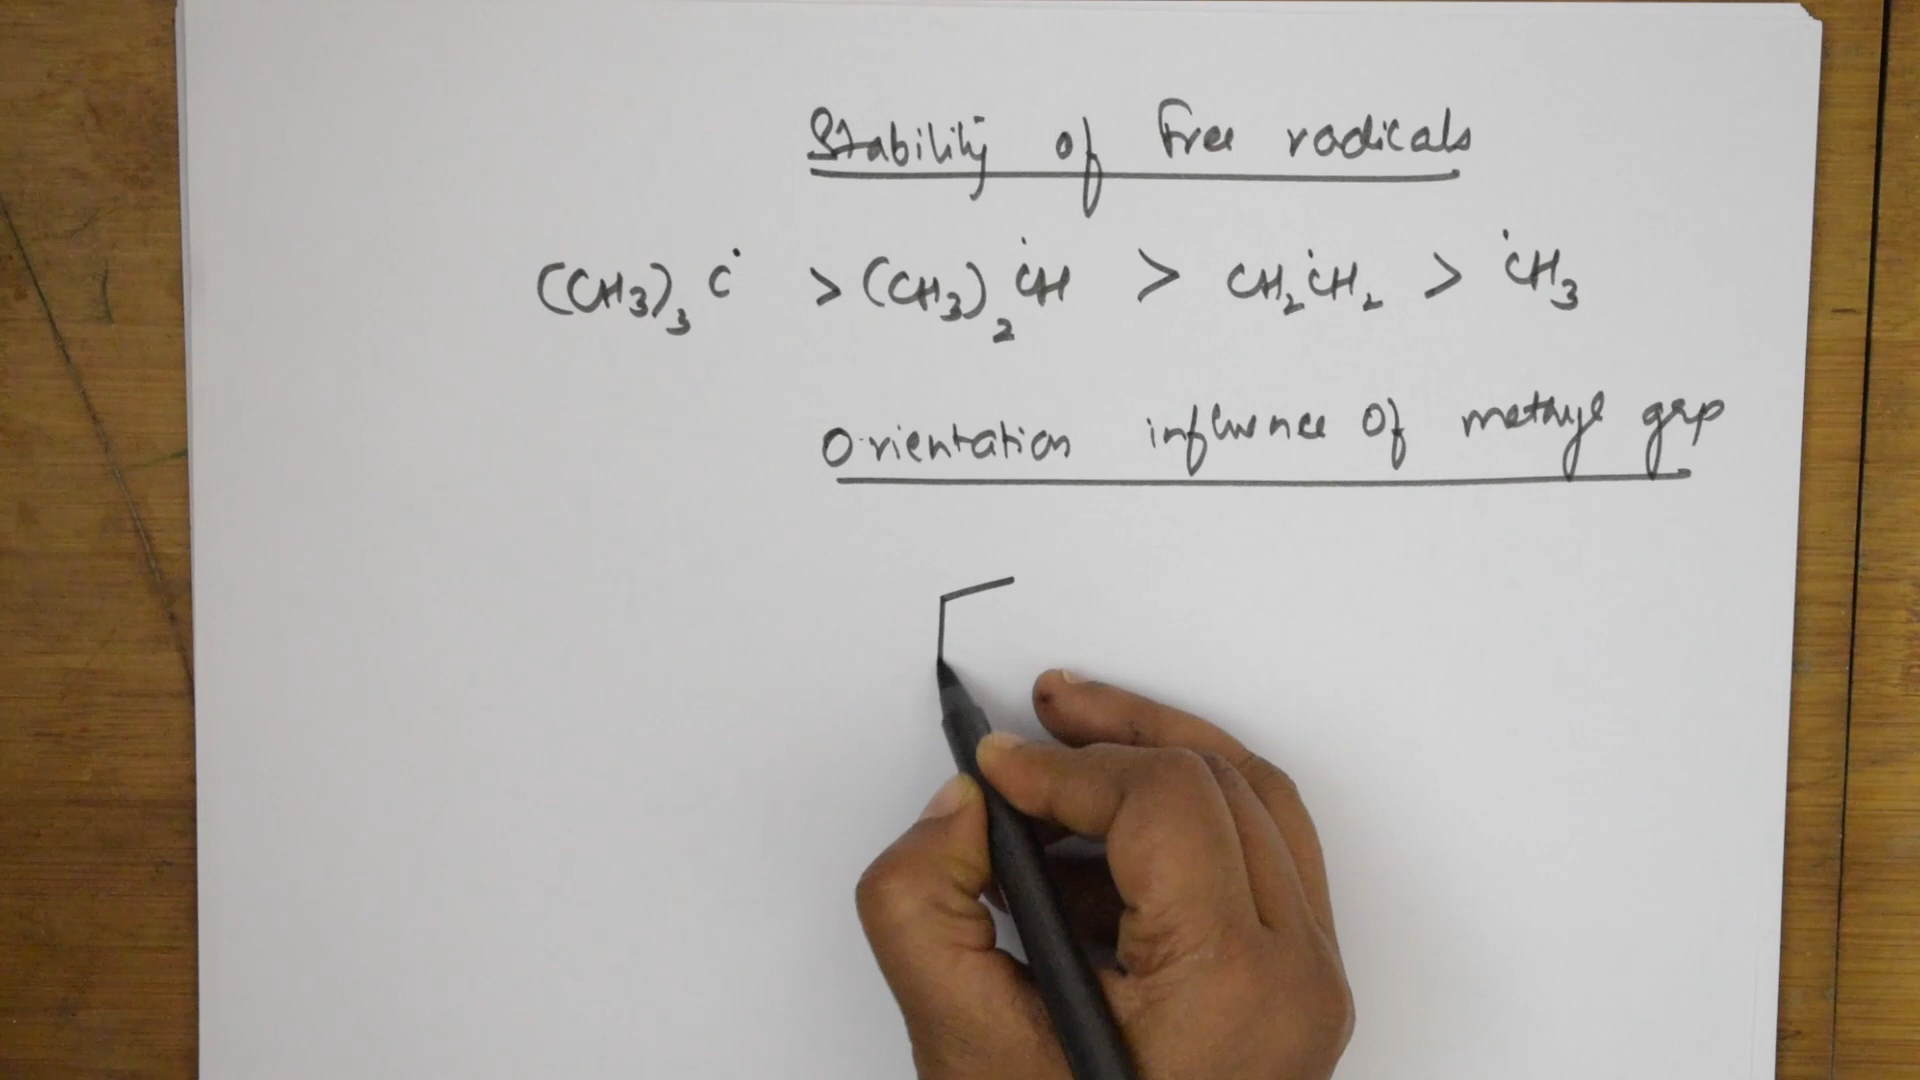 Stability of Free radicals
(CH3)3 Ċ > (CH3)2 ĊH > CH2ĊH2 > ĊH3
Orientation influence of methyl grp